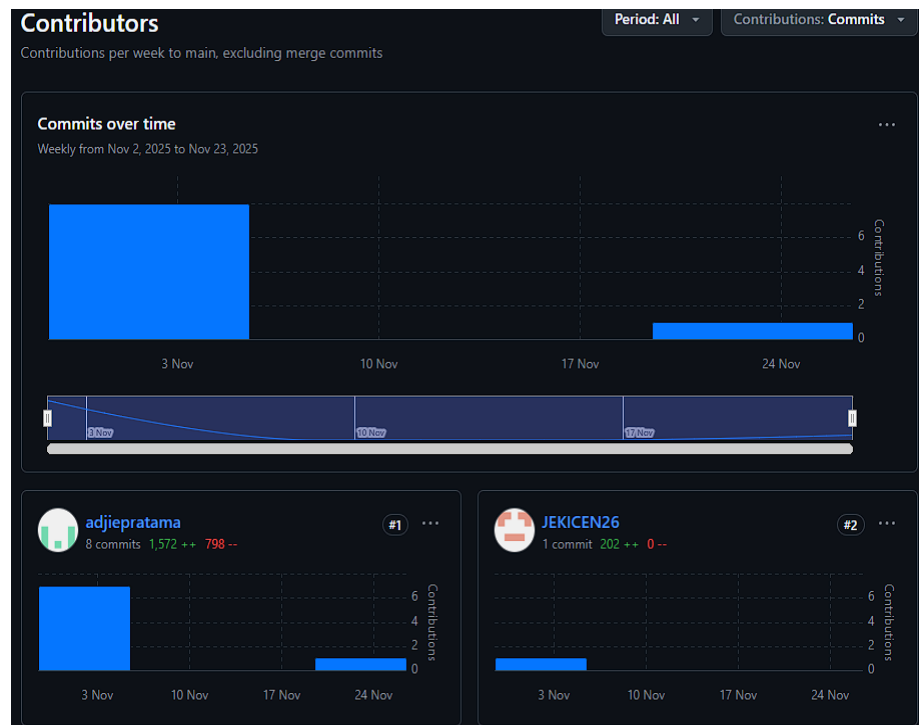 Contributors
Period: All
Contributions: Commits
Contributions per week to main, excluding merge commits
Commits over time
Weekly from Nov 2, 2025 to Nov 23, 2025
6
4
2
0
Contributions
3 Nov 10 Nov 17 Nov 24 Nov
3 Nov 10 Nov 17 Nov
adjiepratama
#1
8 commits 1,572 ++ 798 --
6
4
2
0
Contributions
3 Nov 10 Nov 17 Nov 24 Nov
JEKICEN26
#2
1 commit 202 ++ 0 --
6
4
2
0
Contributions
3 Nov 10 Nov 17 Nov 24 Nov